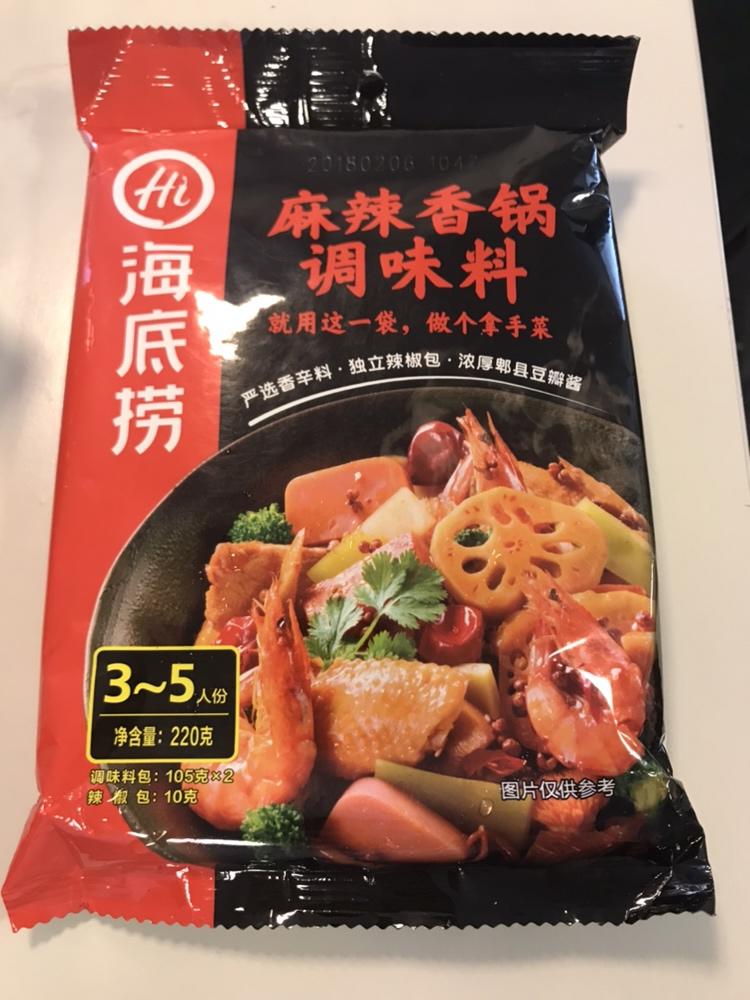 20180206 1047
Hi
海底捞
麻辣香锅
调味料
就用这一袋，做个拿手菜
严选香辛料·独立辣椒包·浓厚郫县豆瓣酱
3~5人份
净含量：220克
调味料包：105克×2
辣椒包：10克
图片仅供参考